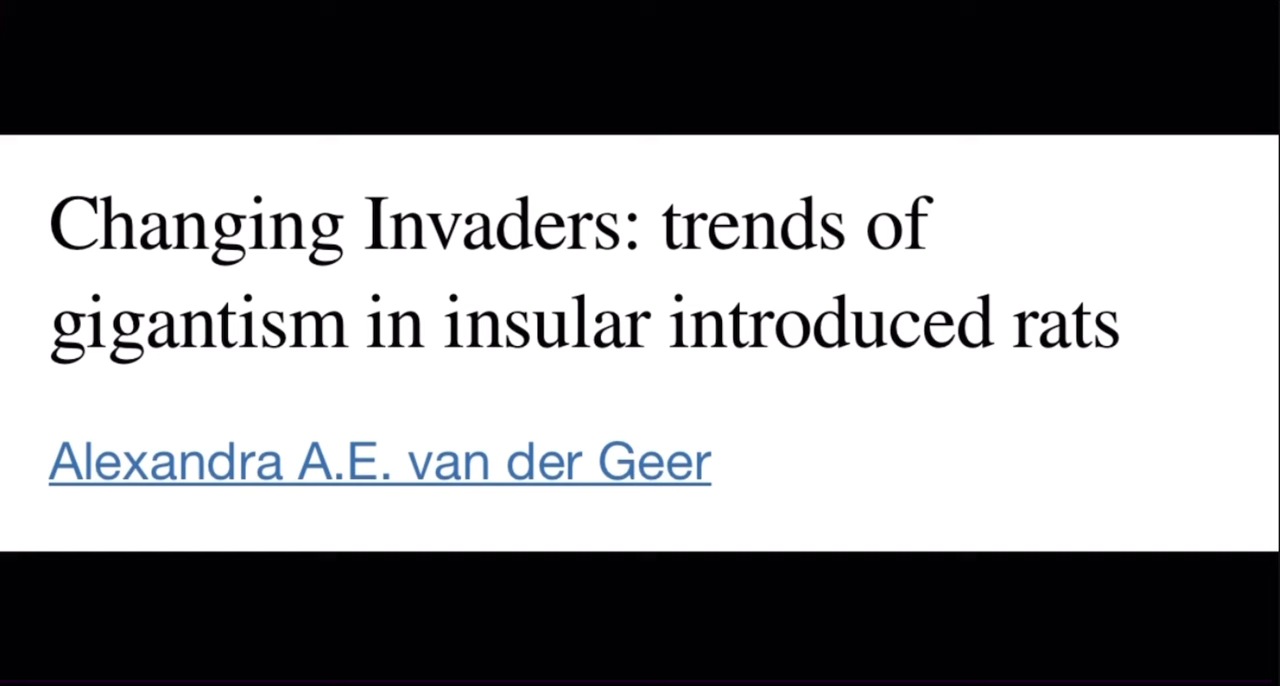 Changing Invaders: trends of
gigantism in insular introduced rats
Alexandra A.E. van der Geer